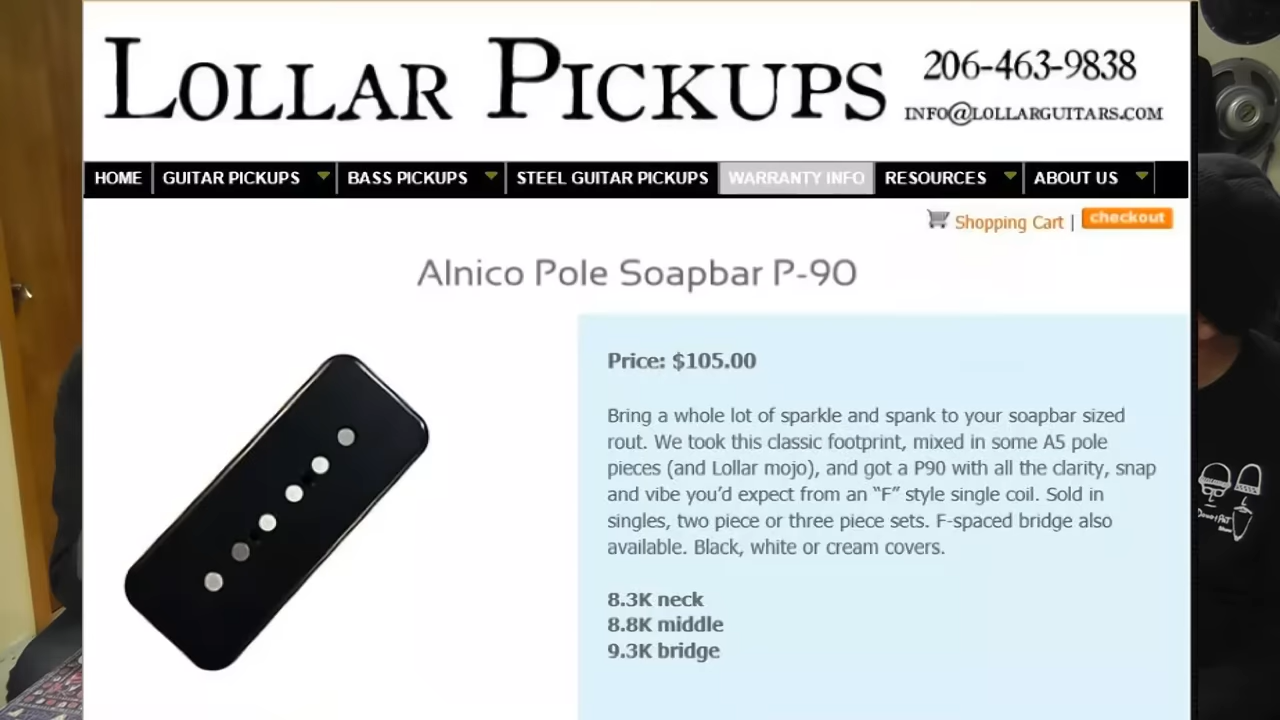 LOLLAR PICKUPS
206-463-9838
INFO@LOLLARGUITARS.COM
HOME GUITAR PICKUPS BASS PICKUPS STEEL GUITAR PICKUPS WARRANTY INFO RESOURCES ABOUT US
Shopping Cart | checkout
Alnico Pole Soapbar P-90
Price: $105.00
Bring a whole lot of sparkle and spank to your soapbar sized
rout. We took this classic footprint, mixed in some A5 pole
pieces (and Lollar mojo), and got a P90 with all the clarity, snap
and vibe you'd expect from an “F” style single coil. Sold in
singles, two piece or three piece sets. F-spaced bridge also
available. Black, white or cream covers.
8.3K neck
8.8K middle
9.3K bridge